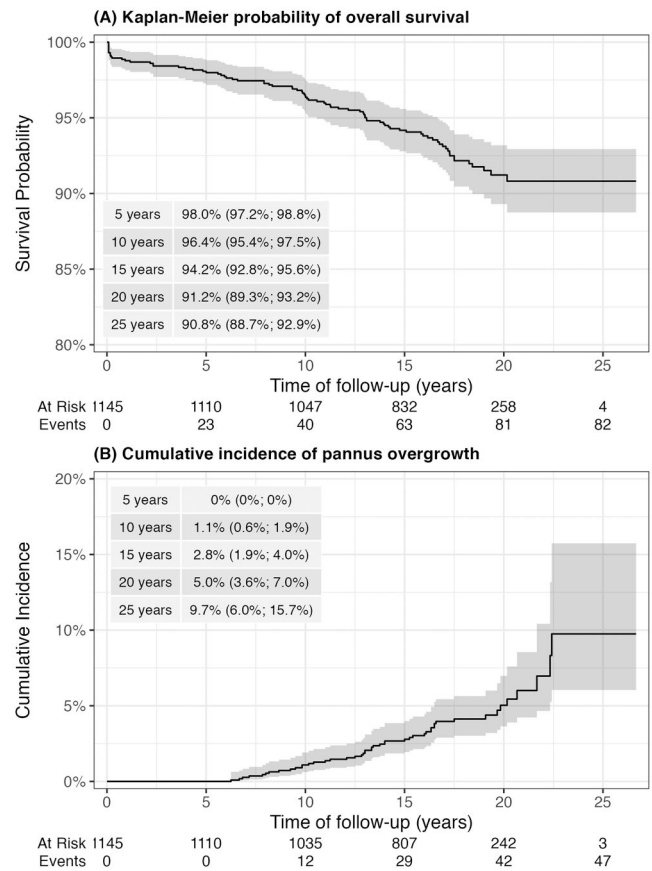 (A) Kaplan-Meier probability of overall survival
100%
95%
90%
85%
80%
Survival Probability
5 years 98.0% (97.2%; 98.8%)
10 years 96.4% (95.4%; 97.5%)
15 years 94.2% (92.8%; 95.6%)
20 years 91.2% (89.3%; 93.2%)
25 years 90.8% (88.7%; 92.9%)
0 5 10 15 20 25
Time of follow-up (years)
At Risk 1145 1110 1047 832 258 4
Events 0 23 40 63 81 82
(B) Cumulative incidence of pannus overgrowth
20%
15%
10%
5%
0%
Cumulative Incidence
5 years 0% (0%; 0%)
10 years 1.1% (0.6%; 1.9%)
15 years 2.8% (1.9%; 4.0%)
20 years 5.0% (3.6%; 7.0%)
25 years 9.7% (6.0%; 15.7%)
0 5 10 15 20 25
Time of follow-up (years)
At Risk 1145 1110 1035 807 242 3
Events 0 0 12 29 42 47